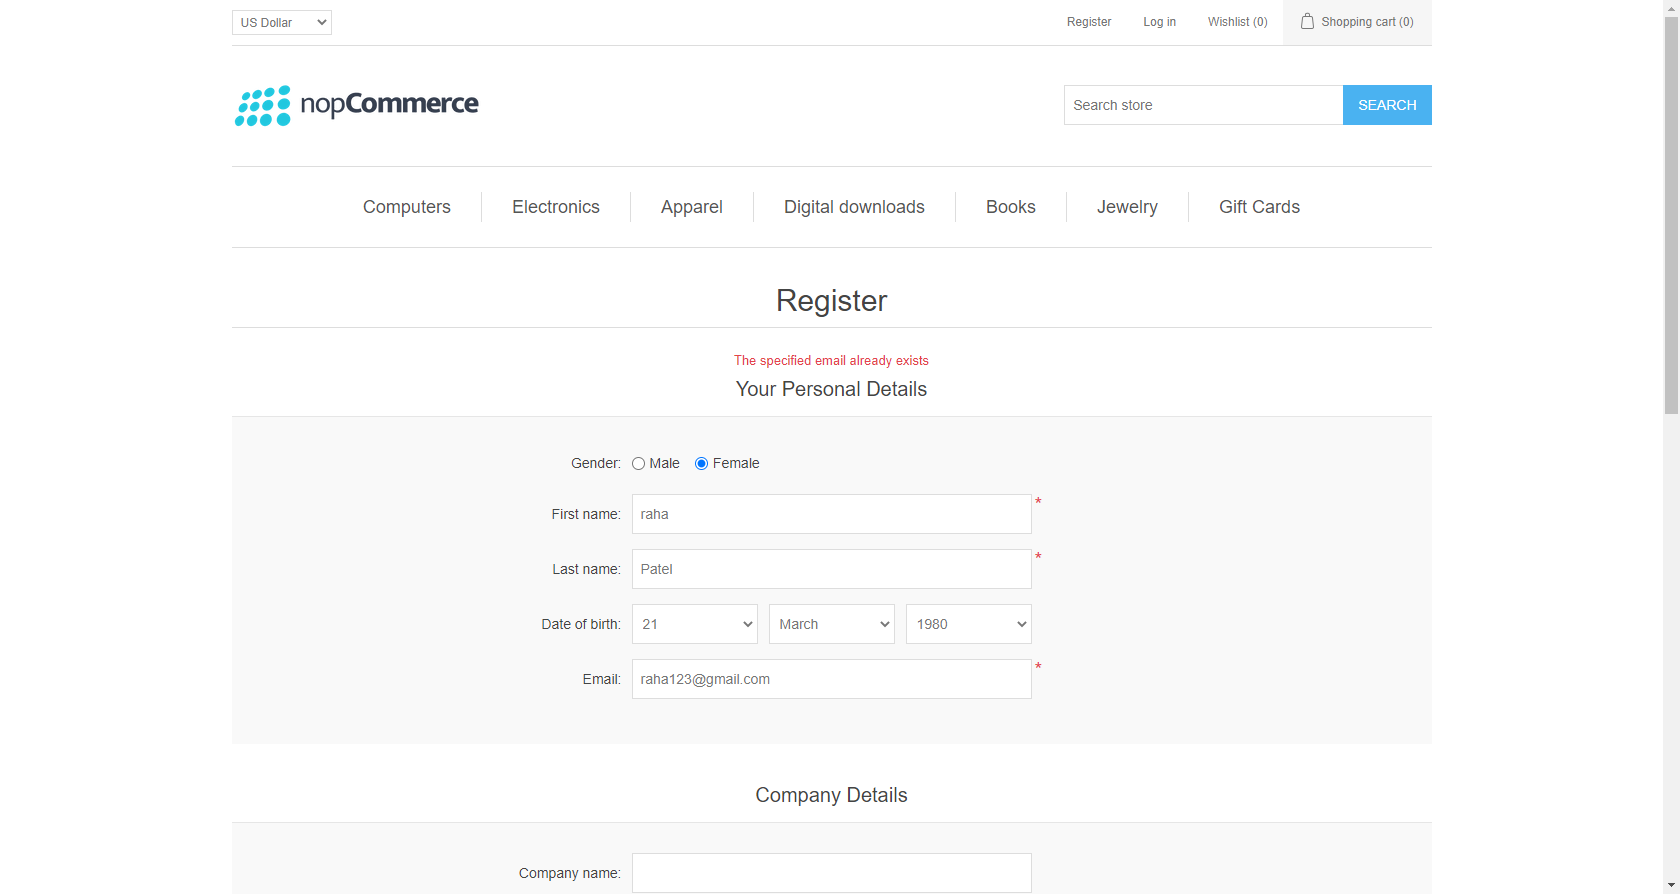 US Dollar
Register
Log in
Wishlist (0)
Shopping cart (0)
nopCommerce
Search store
SEARCH
Computers
Electronics
Apparel
Digital downloads
Books
Jewelry
Gift Cards
Register
The specified email already exists
Your Personal Details
Gender: Male Female
First name: raha *
Last name: Patel *
Date of birth: 21 March 1980
Email: raha123@gmail.com *
Company Details
Company name: